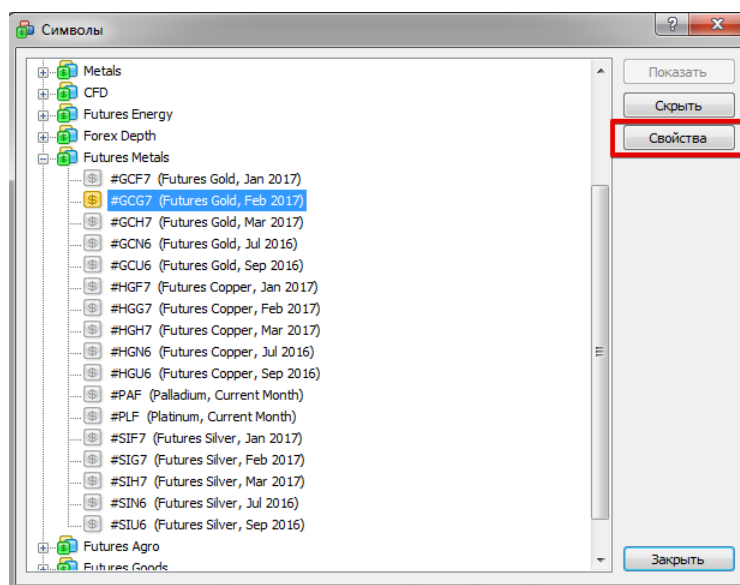 Символы
Metals
CFD
Futures Energy
Forex Depth
Futures Metals
#GCF7 (Futures Gold, Jan 2017)
#GCG7 (Futures Gold, Feb 2017)
#GCH7 (Futures Gold, Mar 2017)
#GCN6 (Futures Gold, Jul 2016)
#GCU6 (Futures Gold, Sep 2016)
#HGF7 (Futures Copper, Jan 2017)
#HGG7 (Futures Copper, Feb 2017)
#HGH7 (Futures Copper, Mar 2017)
#HGN6 (Futures Copper, Jul 2016)
#HGU6 (Futures Copper, Sep 2016)
#PAF (Palladium, Current Month)
#PLF (Platinum, Current Month)
#SIF7 (Futures Silver, Jan 2017)
#SIG7 (Futures Silver, Feb 2017)
#SIH7 (Futures Silver, Mar 2017)
#SIN6 (Futures Silver, Jul 2016)
#SIU6 (Futures Silver, Sep 2016)
Futures Agro
Futures Goods
Показать
Скрыть
Свойства
Закрыть